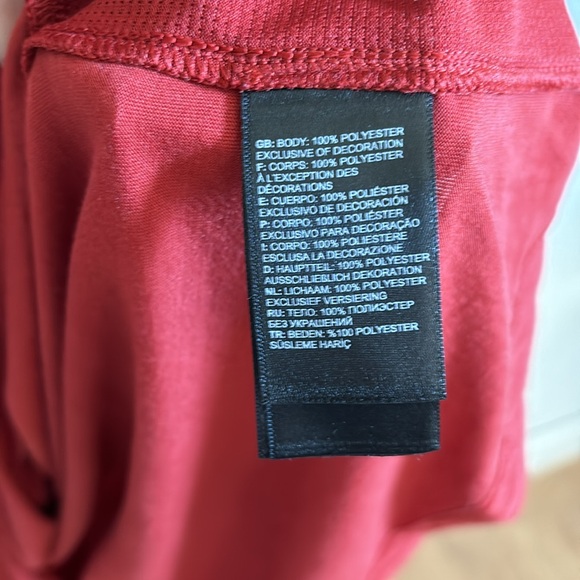 GB: BODY: 100% POLYESTER
EXCLUSIVE OF DECORATION
F: CORPS: 100% POLYESTER
À L'EXCEPTION DES
DÉCORATIONS
E: CUERPO: 100% POLIÉSTER
EXCLUSIVO DE DECORACIÓN
P: CORPO: 100% POLIÉSTER
EXCLUSIVO PARA DECORAÇÃO
I: CORPO: 100% POLIESTERE
ESCLUSA LA DECORAZIONE
D: HAUPTTEIL: 100% POLYESTER
AUSSCHLIEBLICH DEKORATION
NL: LICHAAM: 100% POLYESTER
EXCLUSIEF VERSIERING
RU: ТЕЛО: 100% ПОЛИЭСТЕР
БЕЗ УКРАШЕНИЙ
TR: BEDEN: %100 POLYESTER
SÜSLEME HARİÇ